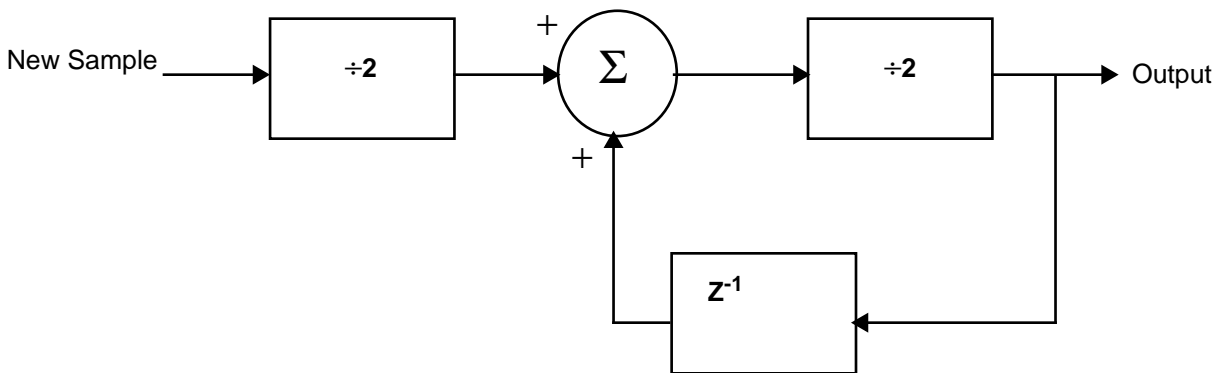 New Sample
÷2
+
Σ
÷2
Output
+
Z-1